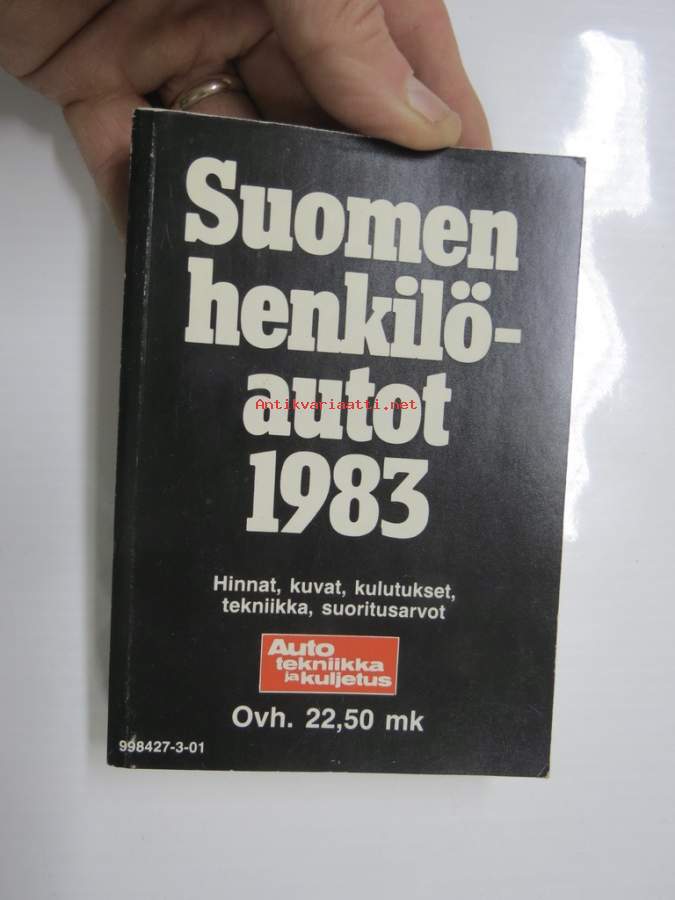 Suomen
henkilö-
autot
Antikvariaatti.net
1983
Hinnat, kuvat, kulutukset,
tekniikka, suoritusarvot
Auto
tekniikka
ja kuljetus
Ovh. 22,50 mk
998427-3-01